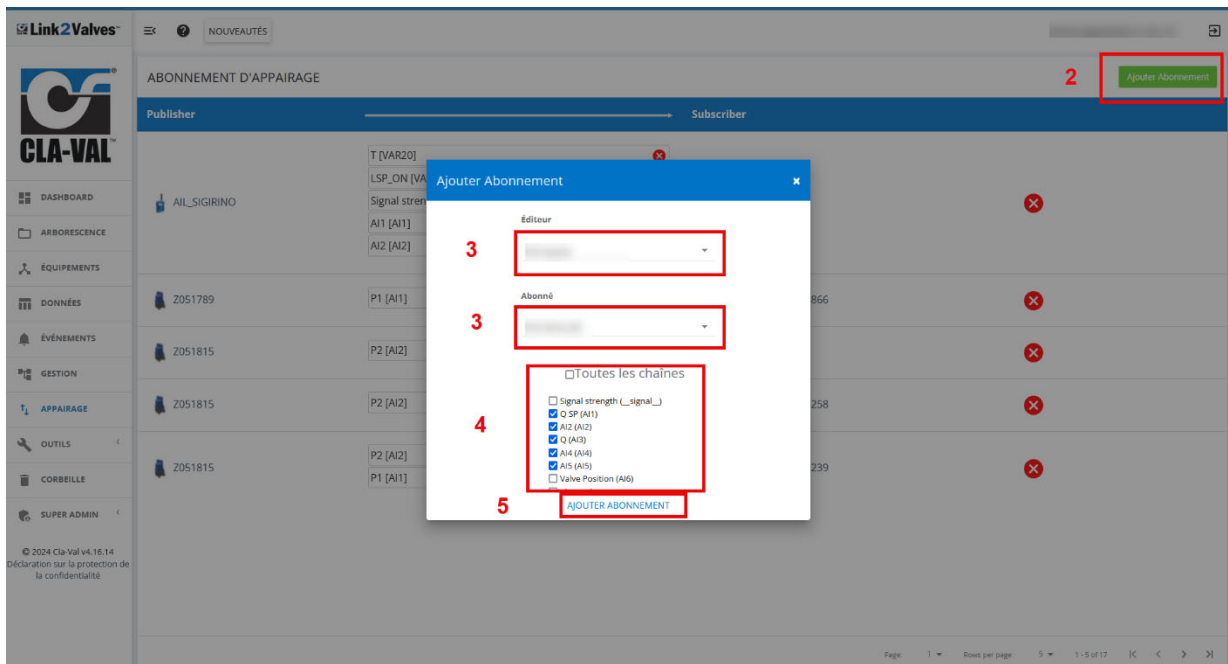 Link2Valves
NOUVEAUTÉS
CLA-VAL
DASHBOARD
ARBORESCENCE
ÉQUIPEMENTS
DONNÉES
ÉVÉNEMENTS
GESTION
APPAIRAGE
OUTILS
CORBEILLE
SUPER ADMIN
© 2024 Cla-Val v4.16.14
Déclaration sur la protection de
la confidentialité
ABONNEMENT D'APPAIRAGE
2
Ajouter Abonnement
Publisher Subscriber
AIL_SIGIRINO
T [VAR20]
LSP_ON [VA
Signal stren
AI1 [AI1]
AI2 [AI2]
Z051789 P1 [AI1] 866
Z051815 P2 [AI2]
Z051815 P2 [AI2] 258
Z051815
P2 [AI2]
P1 [AI1]
239
Ajouter Abonnement ×
Éditeur
3
Abonné
3
Toutes les chaînes
4
Signal strength (__signal__)
Q SP (AI1)
AI2 (AI2)
Q (AI3)
AI4 (AI4)
AI5 (AI5)
Valve Position (AI6)
5
AJOUTER ABONNEMENT
Page: 1 Rows per page: 5 1-5 of 17